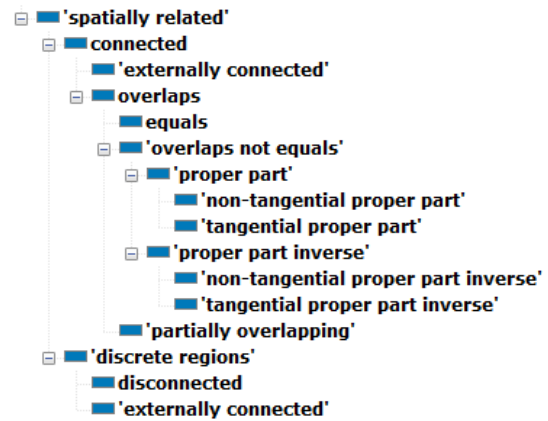 'spatially related'
connected
'externally connected'
overlaps
equals
'overlaps not equals'
'proper part'
'non-tangential proper part'
'tangential proper part'
'proper part inverse'
'non-tangential proper part inverse'
'tangential proper part inverse'
'partially overlapping'
'discrete regions'
disconnected
'externally connected'